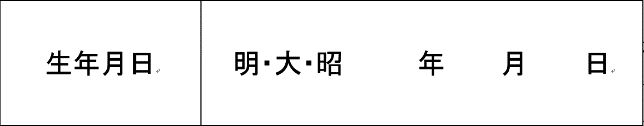 生年月日 明・大・昭 年 月 日